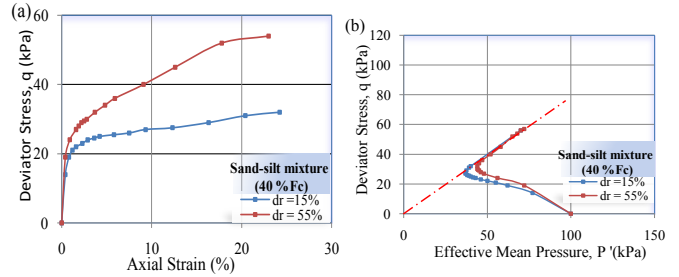 (a)
Deviator Stress, q (kPa)
60
40
20
0
0
10
20
30
Axial Strain (%)
Sand-silt mixture
(40 %Fc)
dr =15%
dr = 55%
(b)
Deviator Stress, q (kPa)
120
100
80
60
40
20
0
0
50
100
150
Effective Mean Pressure, P '(kPa)
Sand-silt mixture
(40 %Fc)
dr =15%
dr = 55%